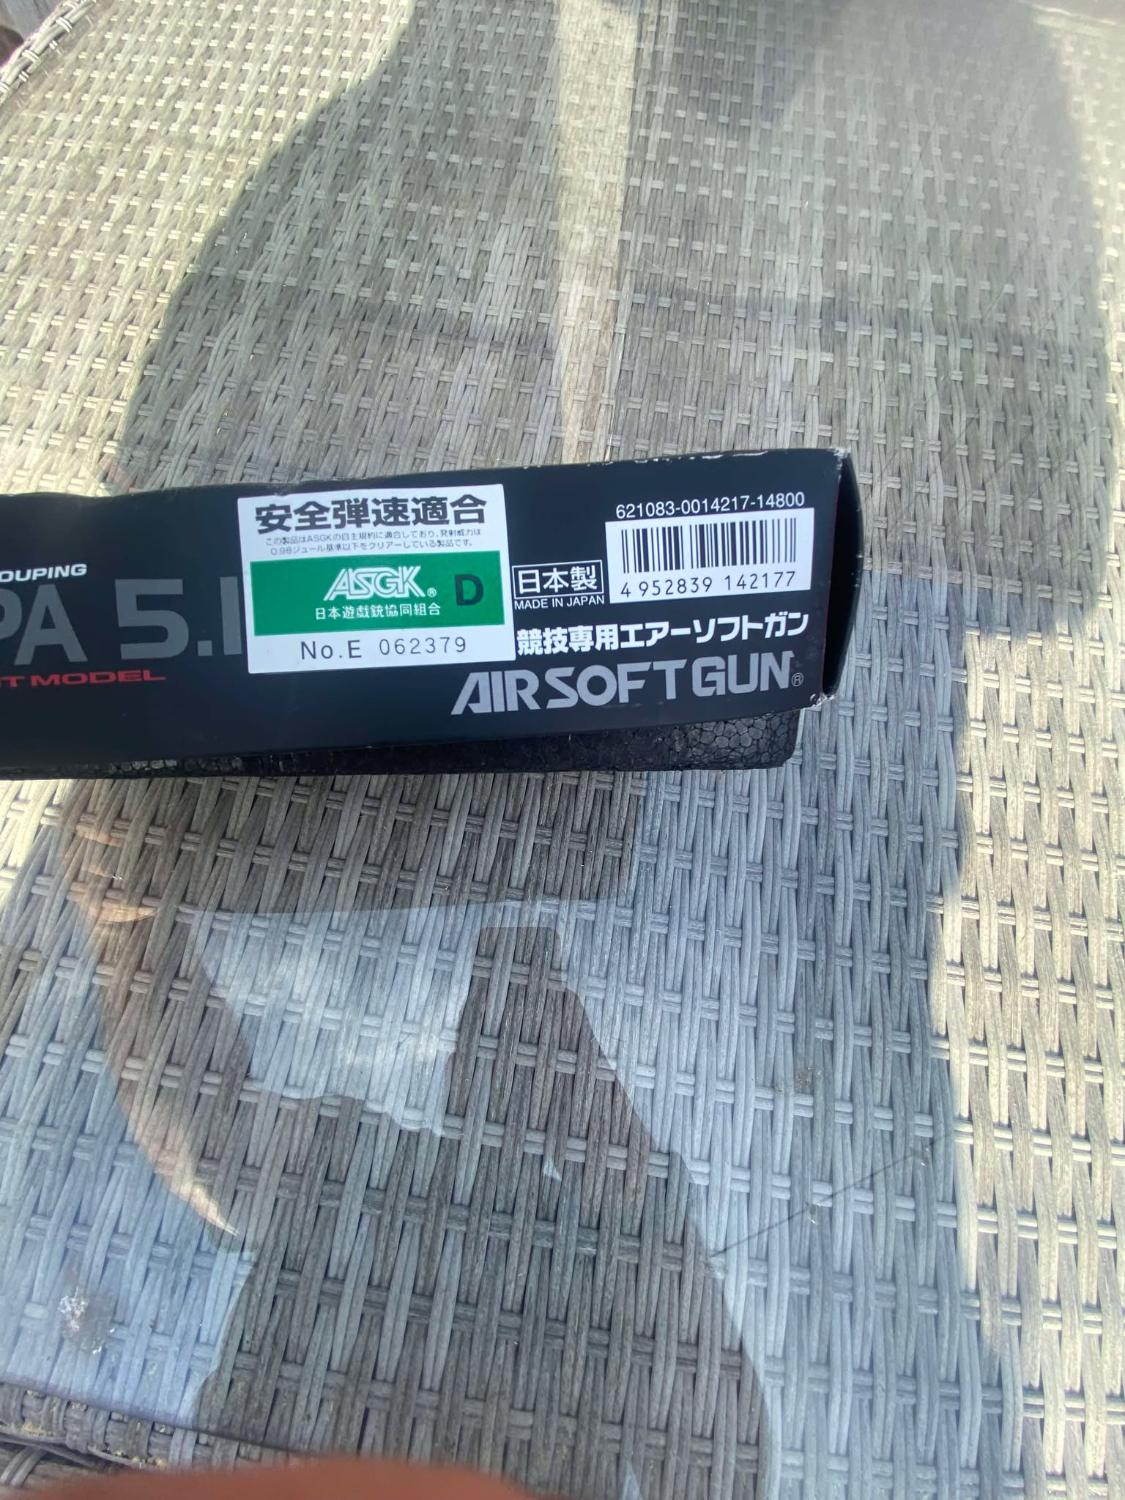 OUPING
PA 5.1
IT MODEL
安全弾速適合
この製品はASGKの自主規約に適合しており、発射威力は
0.98ジュール基準以下をクリアーしている製品です。
ASGK® D
日本遊戯銃協同組合
No.E 062379
日本製
MADE IN JAPAN
621083-0014217-14800
4 952839 142177
競技専用エアーソフトガン
AIRSOFT GUN®